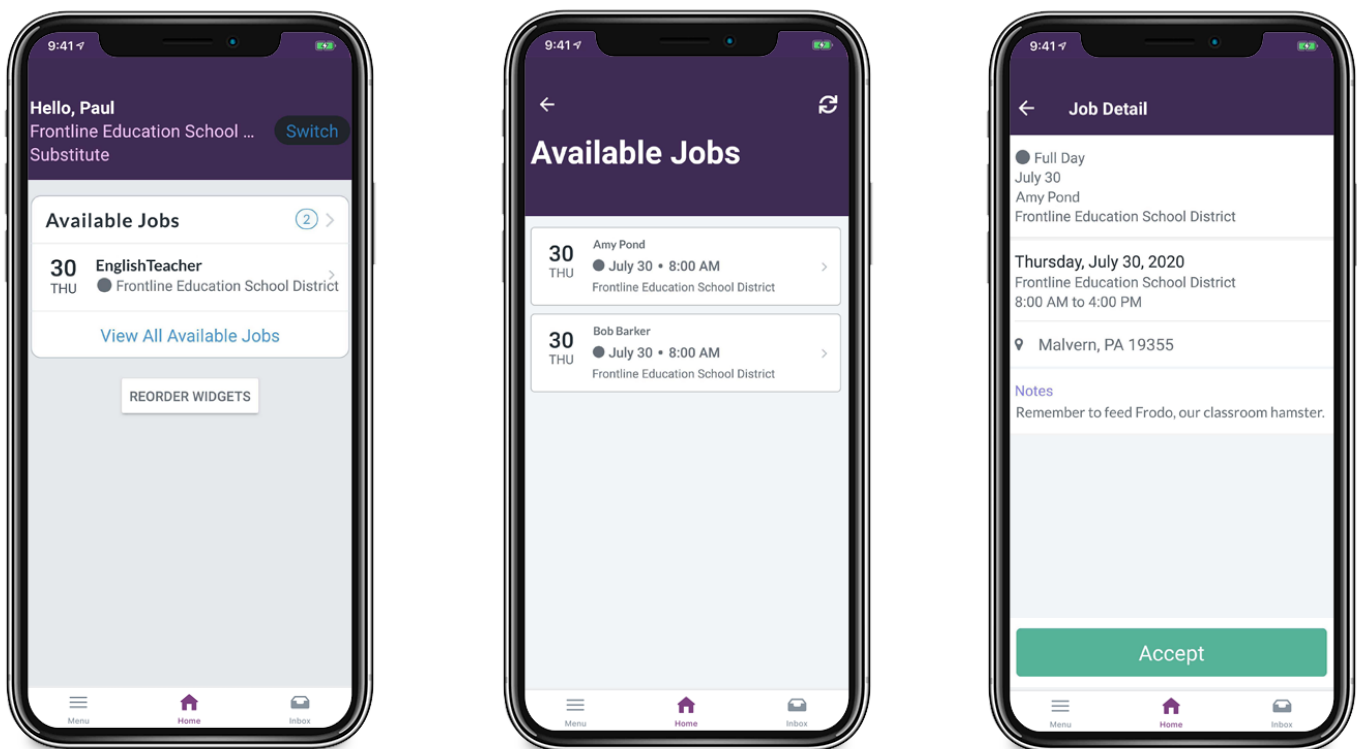 9:41
Hello, Paul
Frontline Education School ...
Switch
Substitute
Available Jobs
2
30
THU
EnglishTeacher
Frontline Education School District
View All Available Jobs
REORDER WIDGETS
Menu
Home
Inbox
9:41
Available Jobs
30
THU
Amy Pond
July 30 • 8:00 AM
Frontline Education School District
30
THU
Bob Barker
July 30 • 8:00 AM
Frontline Education School District
Menu
Home
Inbox
9:41
Job Detail
Full Day
July 30
Amy Pond
Frontline Education School District
Thursday, July 30, 2020
Frontline Education School District
8:00 AM to 4:00 PM
Malvern, PA 19355
Notes
Remember to feed Frodo, our classroom hamster.
Accept
Menu
Home
Inbox